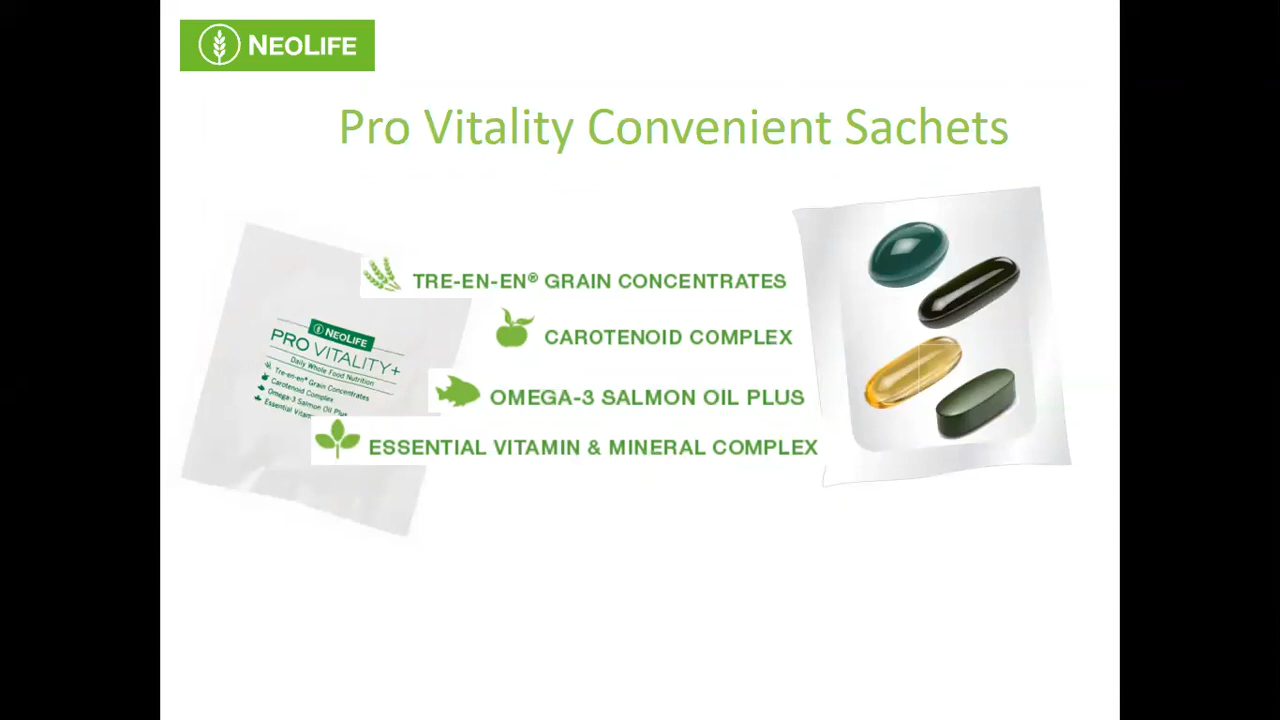 NEOLIFE
Pro Vitality Convenient Sachets
TRE-EN-EN® GRAIN CONCENTRATES
CAROTENOID COMPLEX
OMEGA-3 SALMON OIL PLUS
ESSENTIAL VITAMIN & MINERAL COMPLEX
NEOLIFE
PRO VITALITY+
Daily Whole Food Nutrition
Tre-en-en® Grain Concentrates
Carotenoid Complex
Omega-3 Salmon Oil Plus
Essential